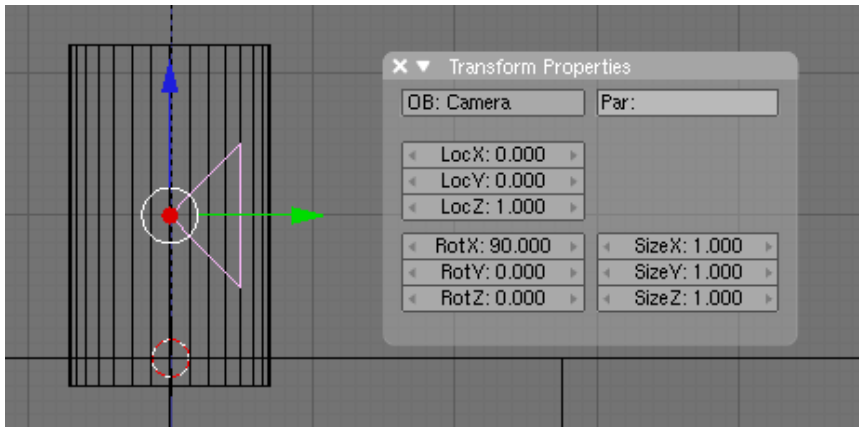 Transform Properties
OB: Camera Par:
LocX: 0.000
LocY: 0.000
LocZ: 1.000
RotX: 90.000 SizeX: 1.000
RotY: 0.000 SizeY: 1.000
RotZ: 0.000 SizeZ: 1.000